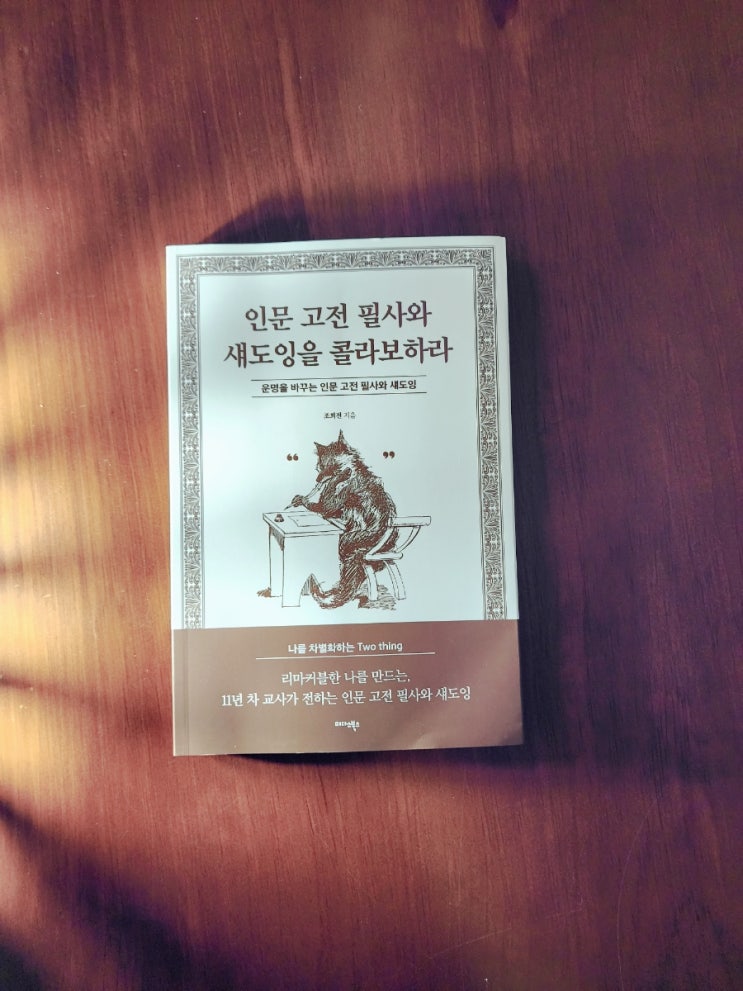 인문 고전 필사와
섀도잉을 콜라보하라
운명을 바꾸는 인문 고전 필사와 섀도잉
조희전 지음
“ ”
나를 차별화하는 Two thing
리마커블한 나를 만드는,
11년 차 교사가 전하는 인문 고전 필사와 섀도잉